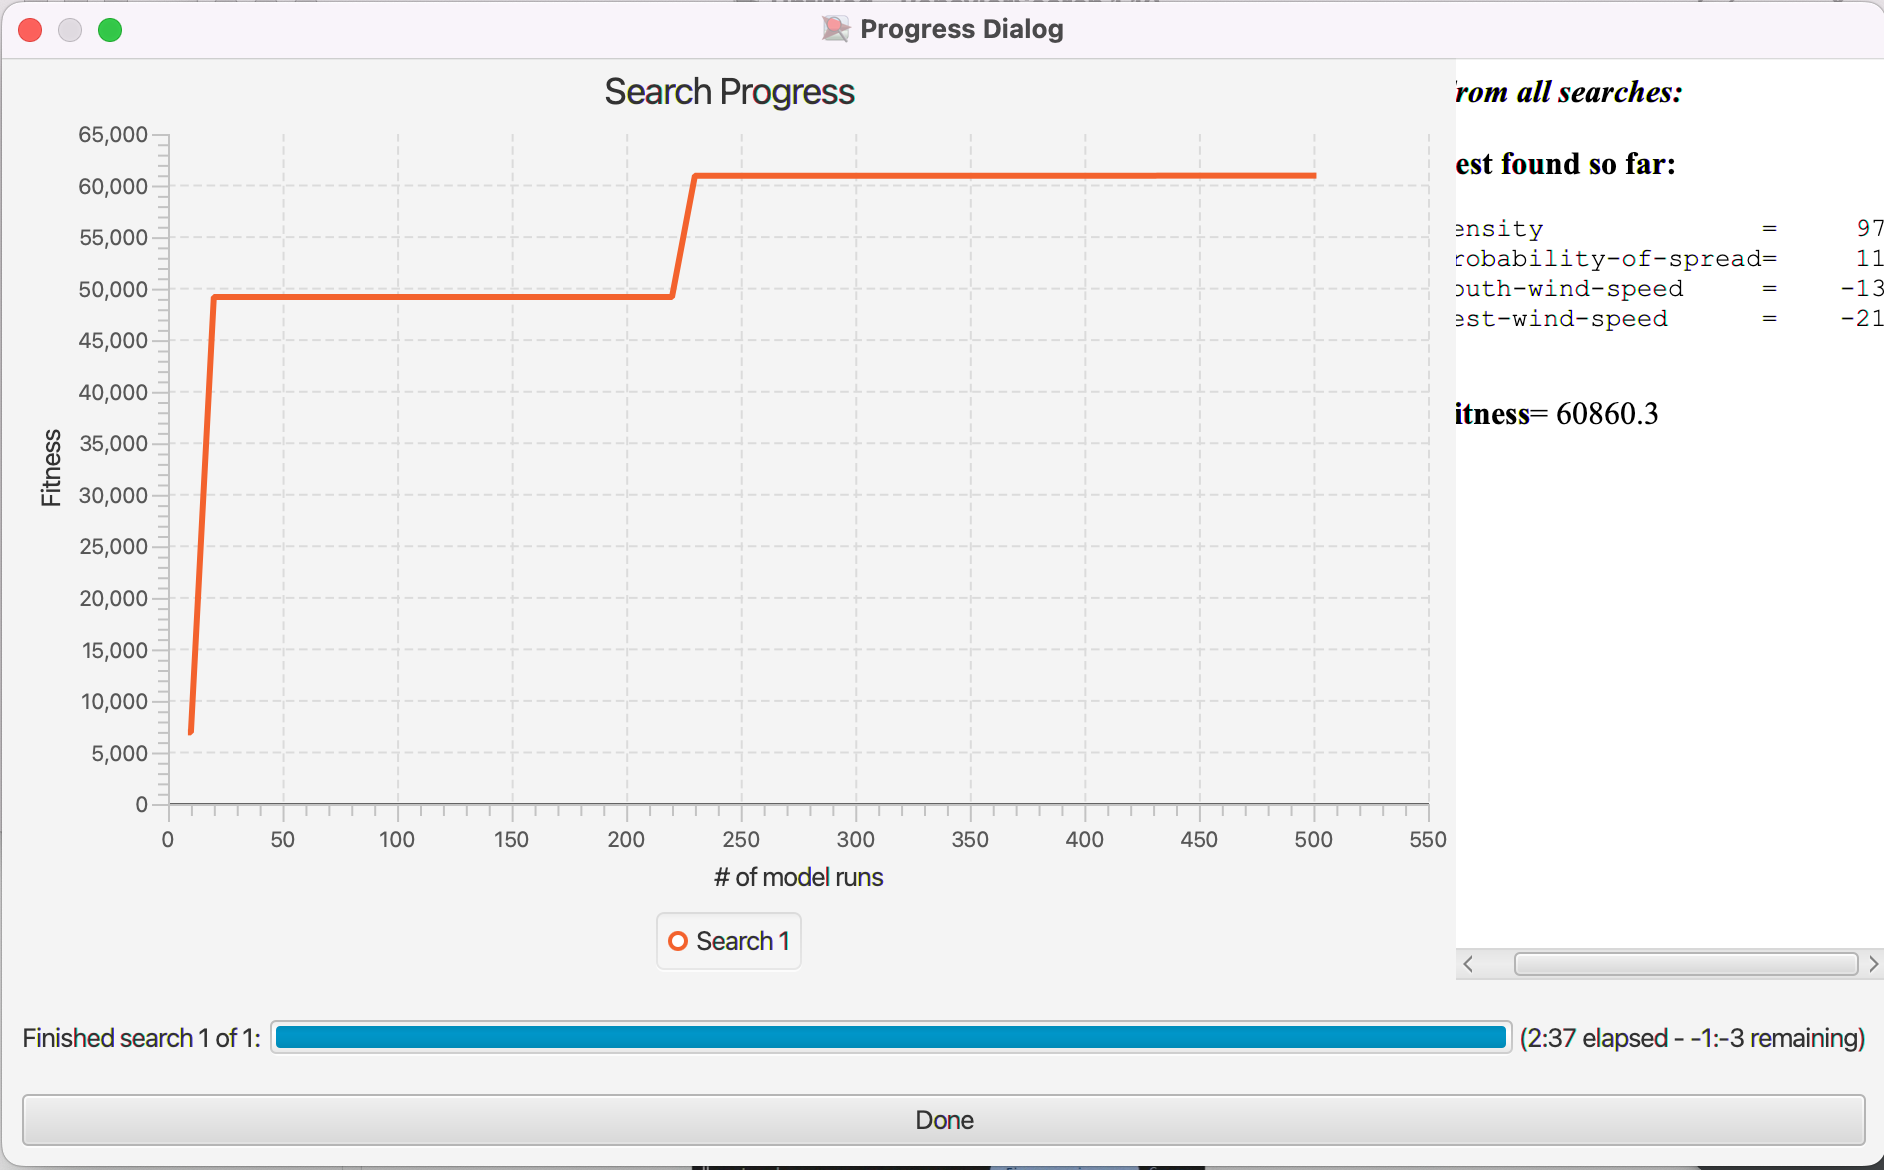 Progress Dialog
Search Progress
65,000
60,000
55,000
50,000
45,000
40,000
35,000
30,000
25,000
20,000
15,000
10,000
5,000
0
Fitness
0 50 100 150 200 250 300 350 400 450 500 550
# of model runs
Search 1
rom all searches:
est found so far:
ensity = 97
robability-of-spread= 11
outh-wind-speed = -13
est-wind-speed = -21
itness= 60860.3
Finished search 1 of 1: (2:37 elapsed - -1:-3 remaining)
Done